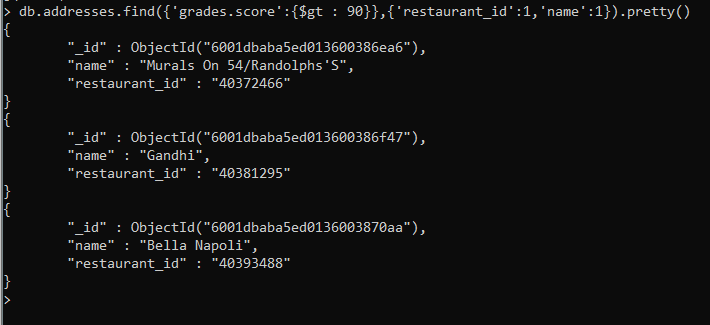 > db.addresses.find({'grades.score':{$gt : 90}},{'restaurant_id':1,'name':1}).pretty()
{
        "_id" : ObjectId("6001dbaba5ed013600386ea6"),
        "name" : "Murals On 54/Randolphs'S",
        "restaurant_id" : "40372466"
}
{
        "_id" : ObjectId("6001dbaba5ed013600386f47"),
        "name" : "Gandhi",
        "restaurant_id" : "40381295"
}
{
        "_id" : ObjectId("6001dbaba5ed0136003870aa"),
        "name" : "Bella Napoli",
        "restaurant_id" : "40393488"
}
>